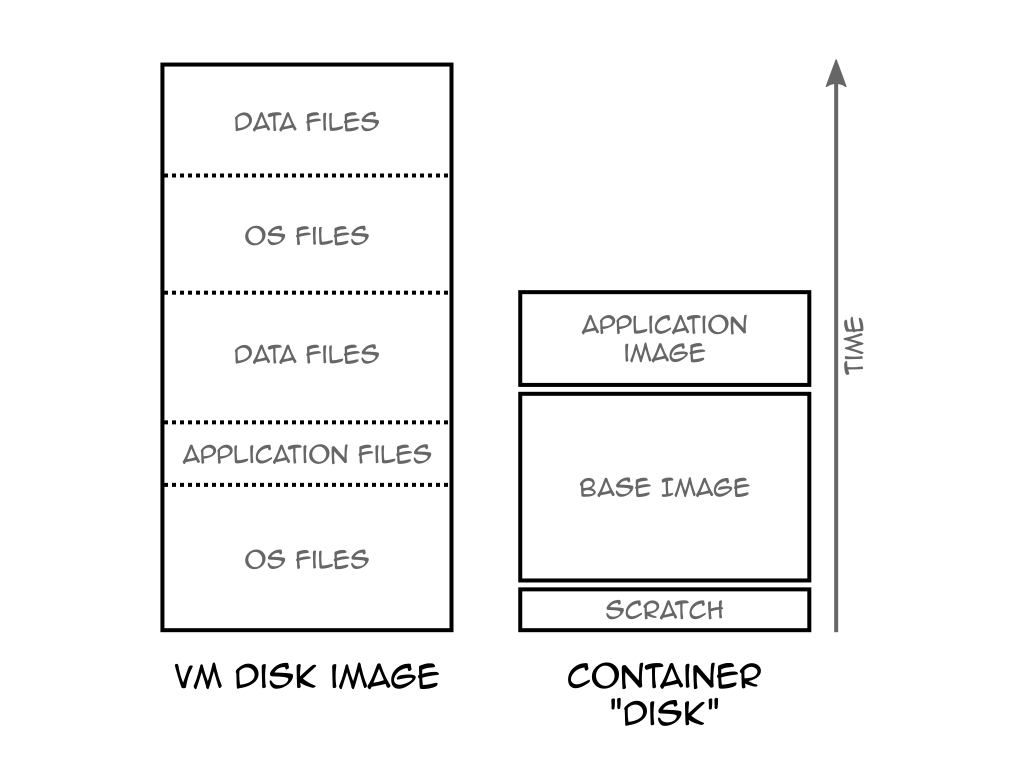 DATA FILES
OS FILES
DATA FILES
APPLICATION FILES
OS FILES
VM DISK IMAGE
APPLICATION
IMAGE
BASE IMAGE
SCRATCH
CONTAINER
"DISK"
TIME